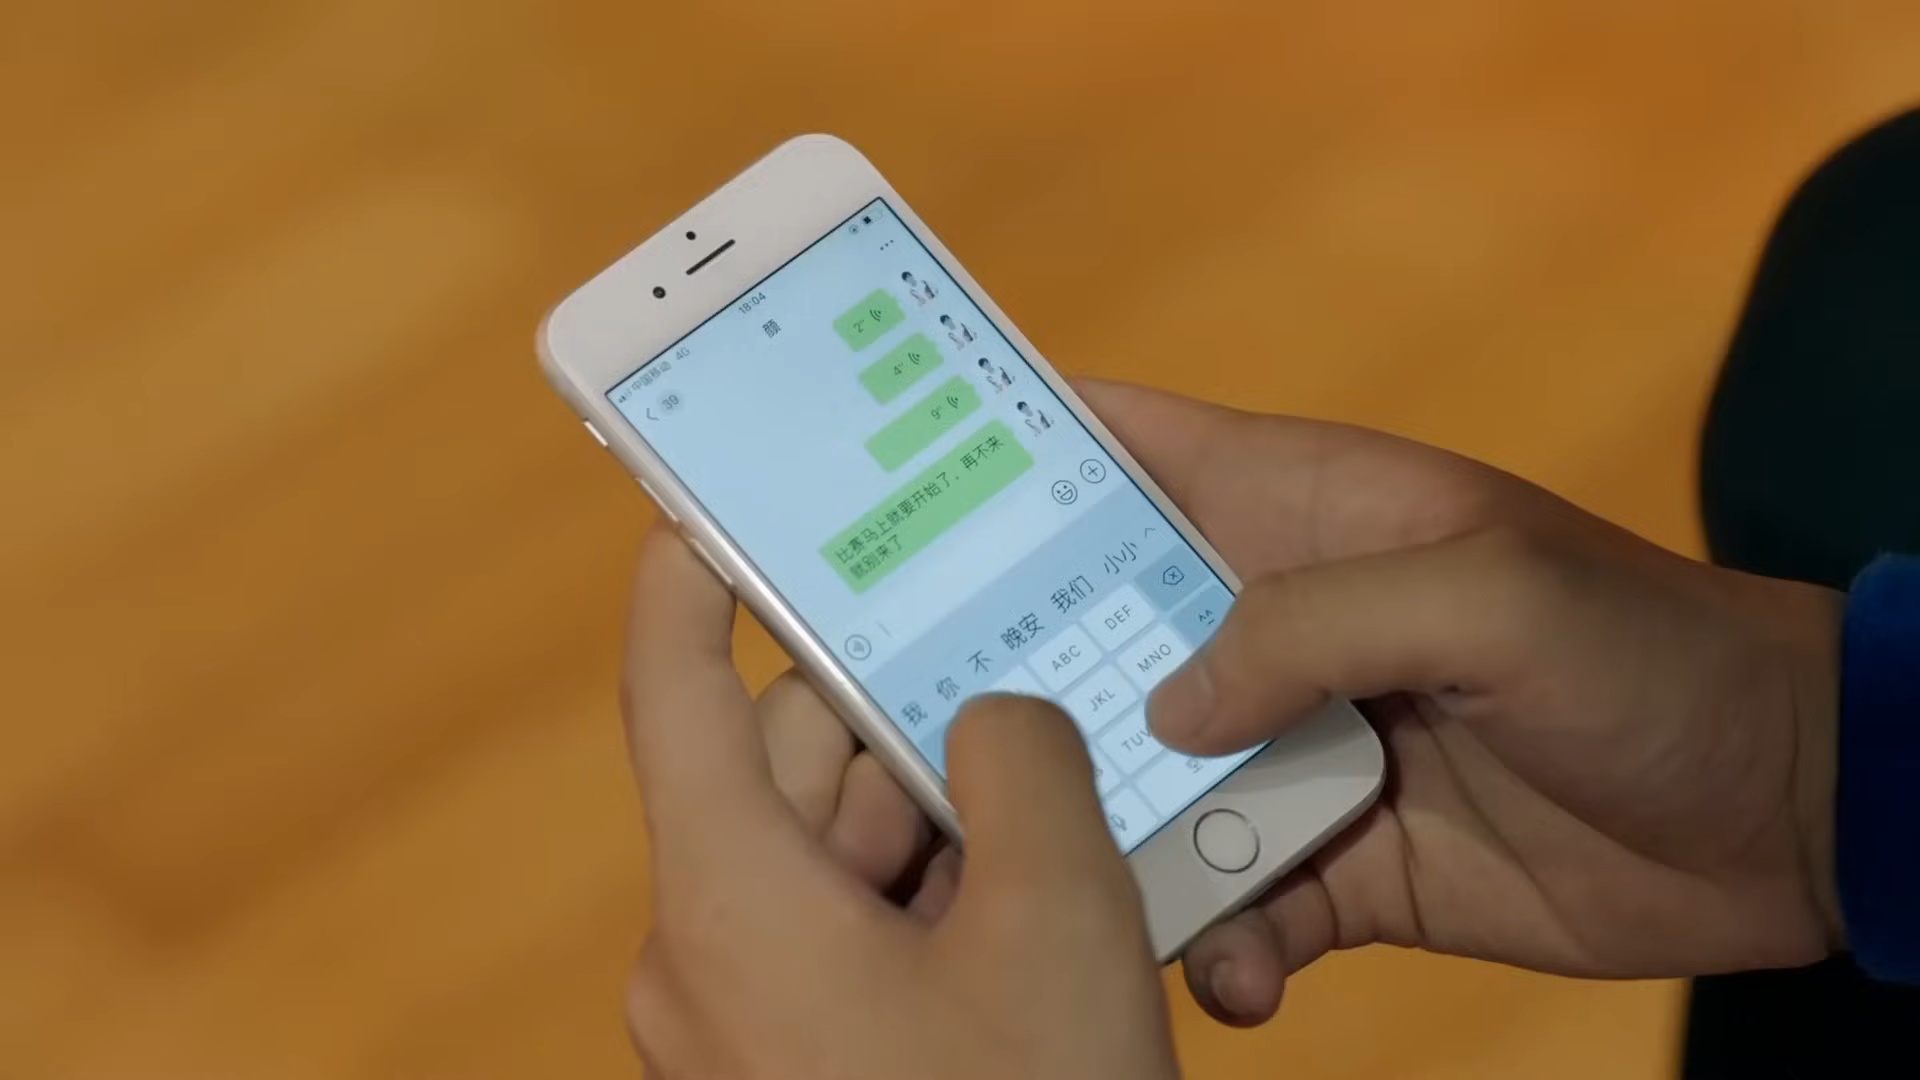 中国移动 4G
18:04
39
颜
2"
4"
9"
比赛马上就要开始了，再不来
就别来了
我 你 不 晚安 我们 小小
ABC
DEF
JKL
MNO
^^